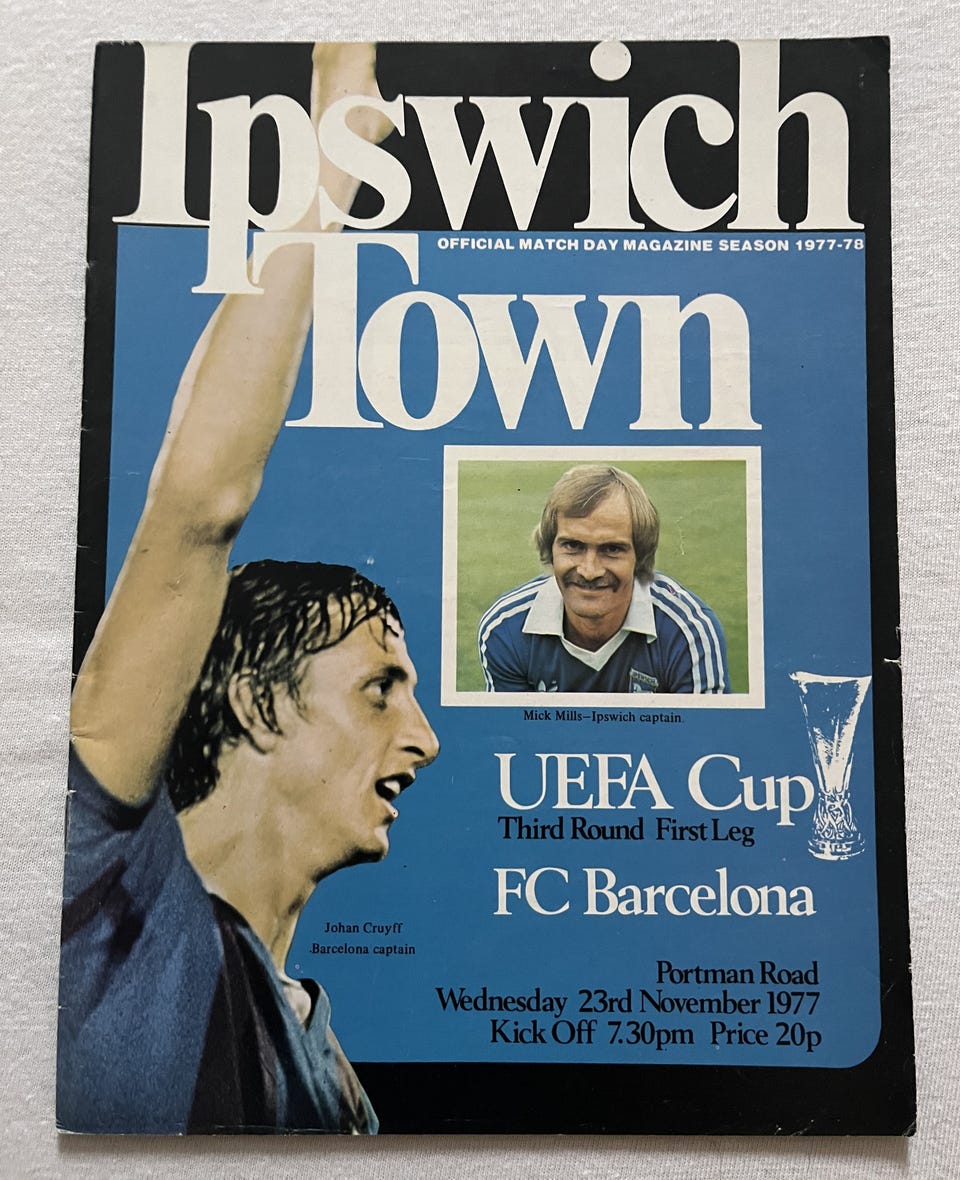 Ipswich
Town
OFFICIAL MATCH DAY MAGAZINE SEASON 1977-78
Mick Mills—Ipswich captain.
UEFA Cup
Third Round First Leg
FC Barcelona
Johan Cruyff
Barcelona captain
Portman Road
Wednesday 23rd November 1977
Kick Off 7.30pm Price 20p